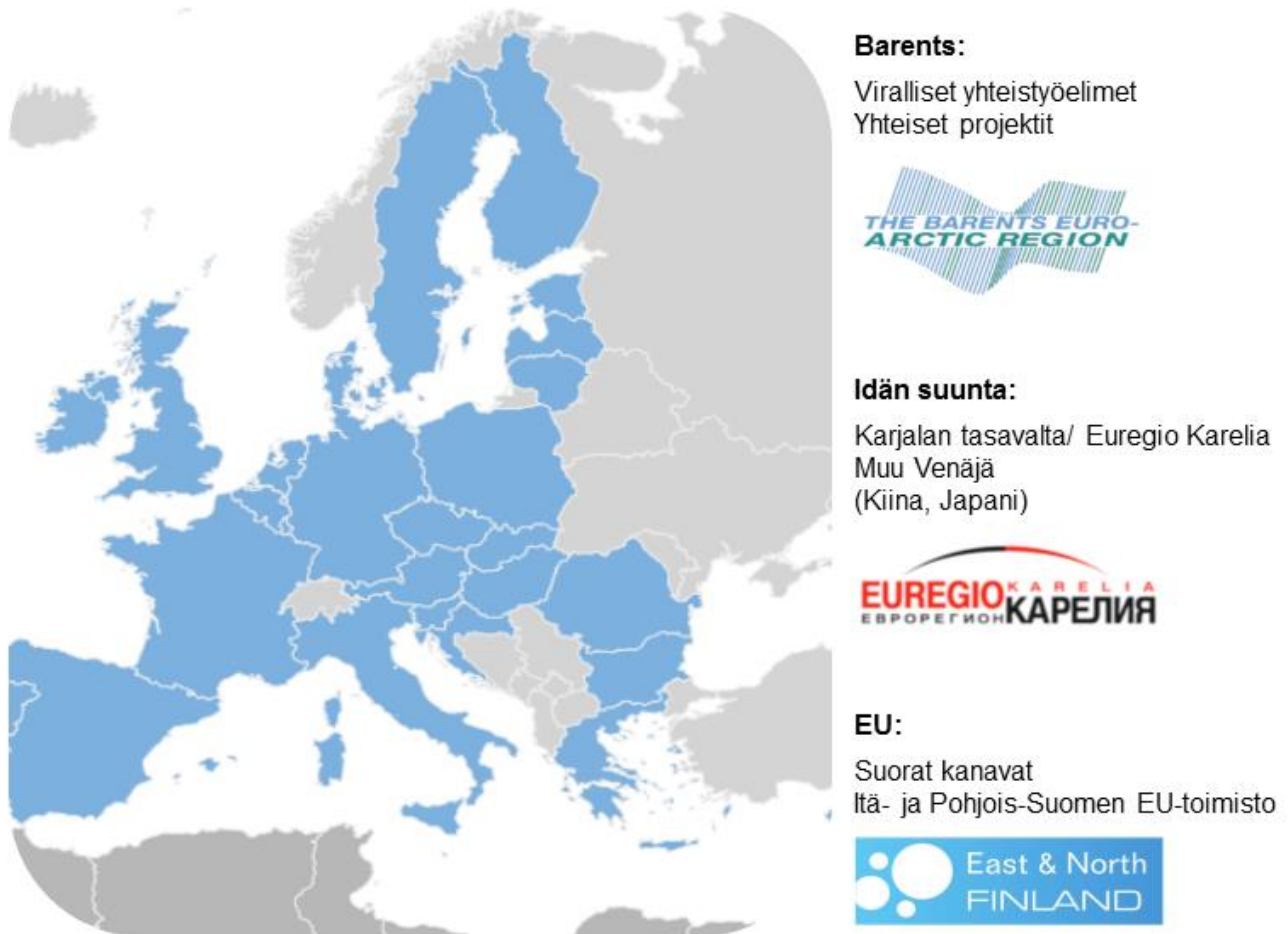 Barents:
Viralliset yhteistyöelimet
Yhteiset projektit
THE BARENTS EURO-
ARCTIC REGION
Idän suunta:
Karjalan tasavalta/ Euregio Karelia
Muu Venäjä
(Kiina, Japani)
EUREGIO KARELIA
ЕВРОРЕГИОН КАРЕЛИЯ
EU:
Suorat kanavat
Itä- ja Pohjois-Suomen EU-toimisto
East & North
FINLAND